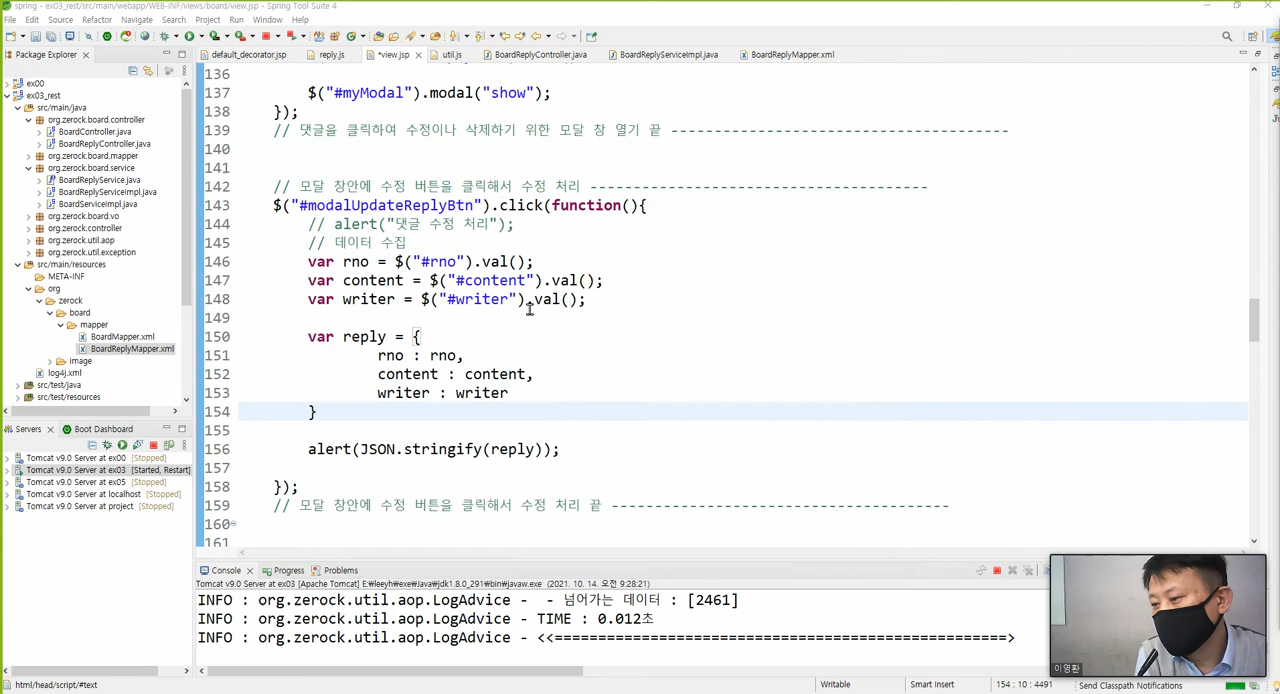 spring - ex03_rest/src/main/webapp/WEB-INF/views/board/view.jsp - Spring Tool Suite 4
File Edit Source Refactor Navigate Search Project Run Window Help
Package Explorer
default_decorator.jsp reply.js *view.jsp util.js BoardReplyController.java BoardReplyServiceImpl.java BoardReplyMapper.xml
ex00
ex03_rest
src/main/java
org.zerock.board.controller
BoardController.java
BoardReplyController.java
org.zerock.board.mapper
org.zerock.board.service
BoardReplyService.java
BoardReplyServiceImpl.java
BoardServiceImpl.java
org.zerock.board.vo
org.zerock.controller
org.zerock.util.aop
org.zerock.util.exception
src/main/resources
META-INF
org
zerock
board
mapper
BoardMapper.xml
BoardReplyMapper.xml
image
log4j.xml
src/test/java
src/test/resources
Servers Boot Dashboard
Tomcat v9.0 Server at ex00 [Stopped]
Tomcat v9.0 Server at ex03 [Started, Restart]
Tomcat v9.0 Server at ex05 [Stopped]
Tomcat v9.0 Server at localhost [Stopped]
Tomcat v9.0 Server at project [Stopped]
136
137 $("#myModal").modal("show");
138 });
139 // 댓글을 클릭하여 수정이나 삭제하기 위한 모달 창 열기 끝 ---------------------------------------
140
141
142 // 모달 창안에 수정 버튼을 클릭해서 수정 처리 ---------------------------------------
143 $("#modalUpdateReplyBtn").click(function(){
144 // alert("댓글 수정 처리");
145 // 데이터 수집
146 var rno = $("#rno").val();
147 var content = $("#content").val();
148 var writer = $("#writer").val();
149
150 var reply = {
151 rno : rno,
152 content : content,
153 writer : writer
154 }
155
156 alert(JSON.stringify(reply));
157
158 });
159 // 모달 창안에 수정 버튼을 클릭해서 수정 처리 끝 ---------------------------------------
160
161
Console Progress Problems
Tomcat v9.0 Server at ex03 [Apache Tomcat] E:\leeyh\exe\Java\jdk1.8.0_291\bin\javaw.exe (2021. 10. 14. 오전 9:28:21)
INFO : org.zerock.util.aop.LogAdvice - - 넘어가는 데이터 : [2461]
INFO : org.zerock.util.aop.LogAdvice - TIME : 0.012초
INFO : org.zerock.util.aop.LogAdvice - <<====================================================>
이영환
html/head/script/#text Writable Smart Insert 154 : 10 : 4491 Send Classpath Notifications